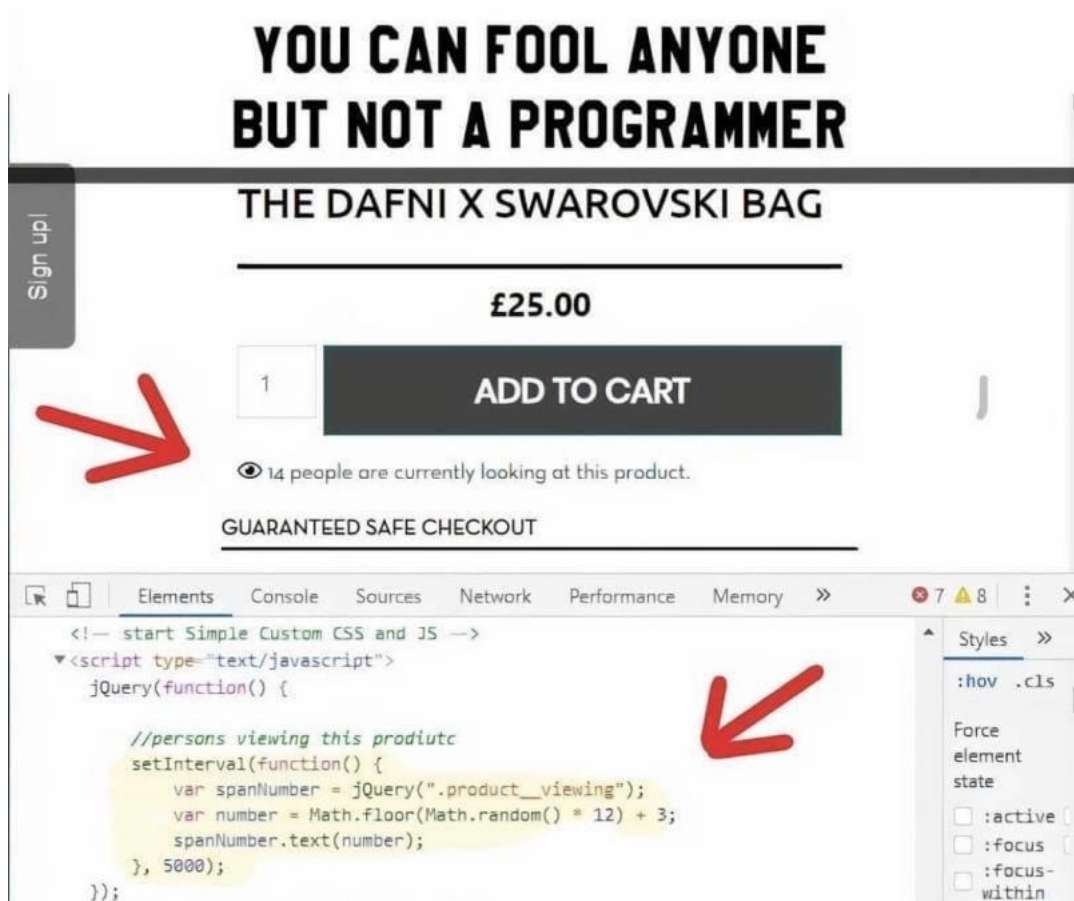 YOU CAN FOOL ANYONE
BUT NOT A PROGRAMMER
Sign up!
THE DAFNI X SWAROVSKI BAG
£25.00
1 ADD TO CART
14 people are currently looking at this product.
GUARANTEED SAFE CHECKOUT
Elements Console Sources Network Performance Memory » 7 8
<!-- start Simple Custom CSS and JS -->
▼<script type="text/javascript">
jQuery(function() {
//persons viewing this prodiutc
setInterval(function() {
var spanNumber = jQuery(".product__viewing");
var number = Math.floor(Math.random() * 12) + 3;
spanNumber.text(number);
}, 5000);
});
Styles »
:hov .cls
Force
element
state
:active
:focus
:focus-
within